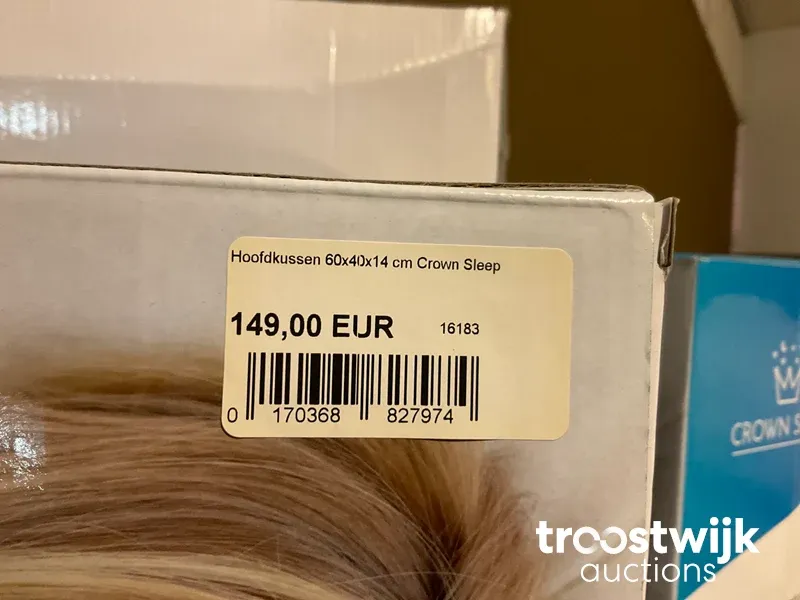 Hoofdkussen 60x40x14 cm Crown Sleep
149,00 EUR 16183
0 170368 827974
CROWN S
troostwijk
auctions